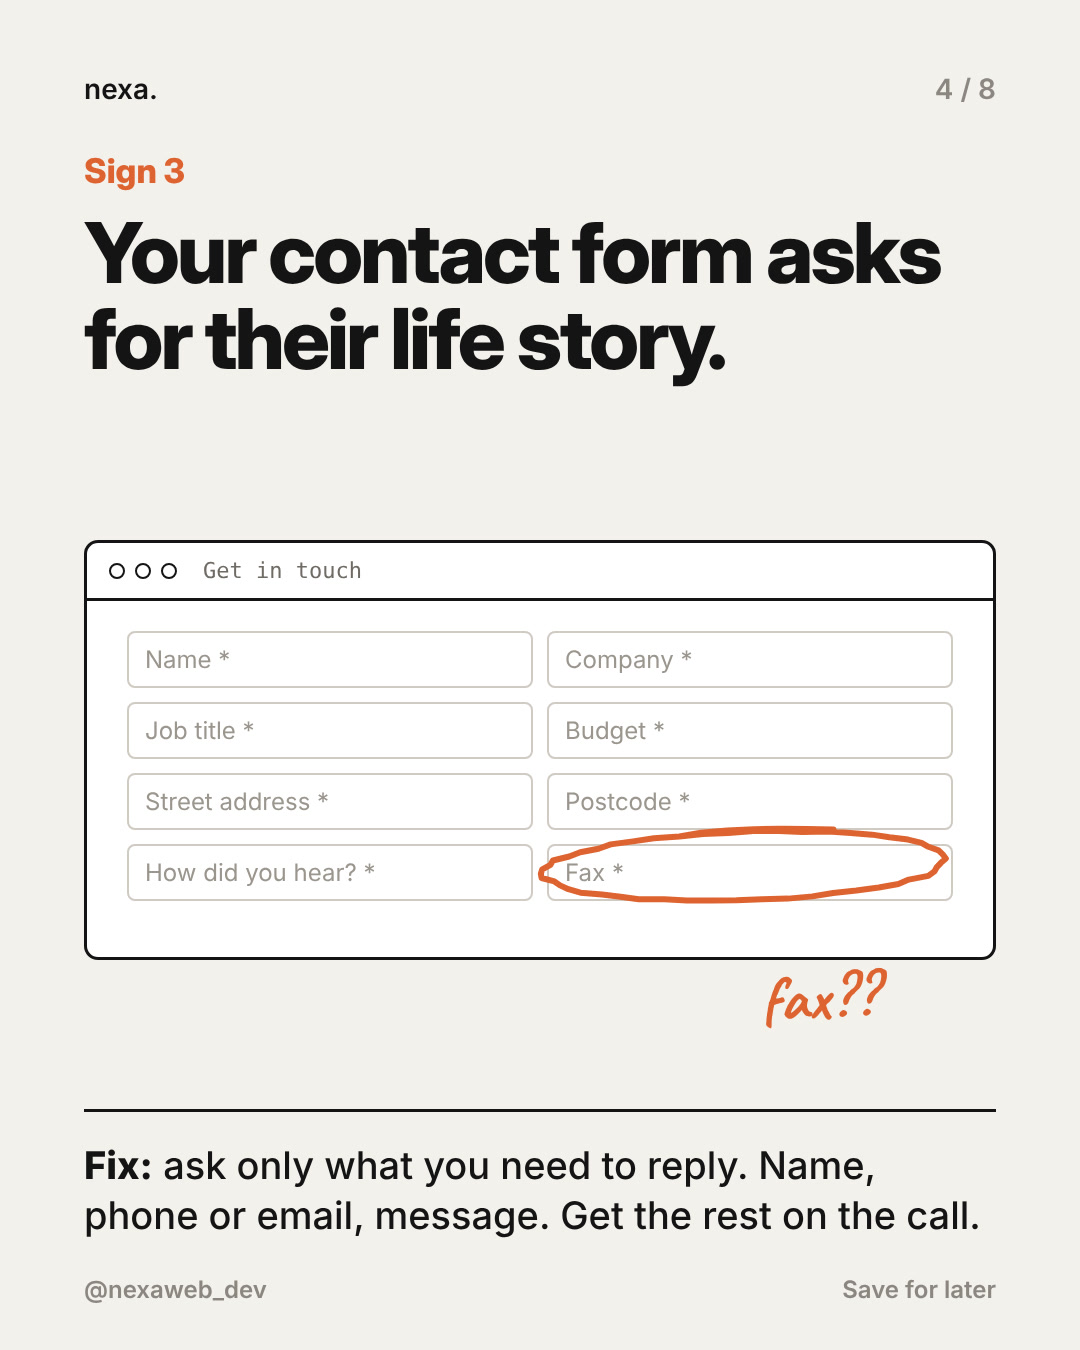 nexa.
4 / 8
Sign 3
Your contact form asks
for their life story.
Get in touch
Name *
Company *
Job title *
Budget *
Street address *
Postcode *
How did you hear? *
Fax *
fax??
Fix: ask only what you need to reply. Name,
phone or email, message. Get the rest on the call.
@nexaweb_dev
Save for later